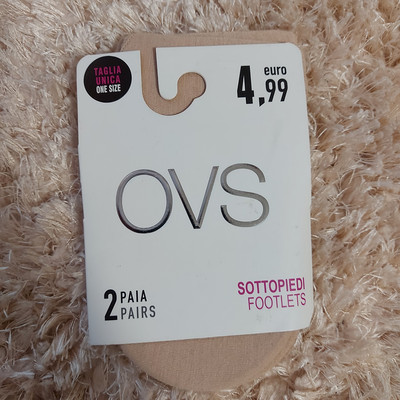 TAGLIA
UNICA
ONE SIZE
euro
4,99
OVS
2 PAIA
PAIRS
SOTTOPIEDI
FOOTLETS